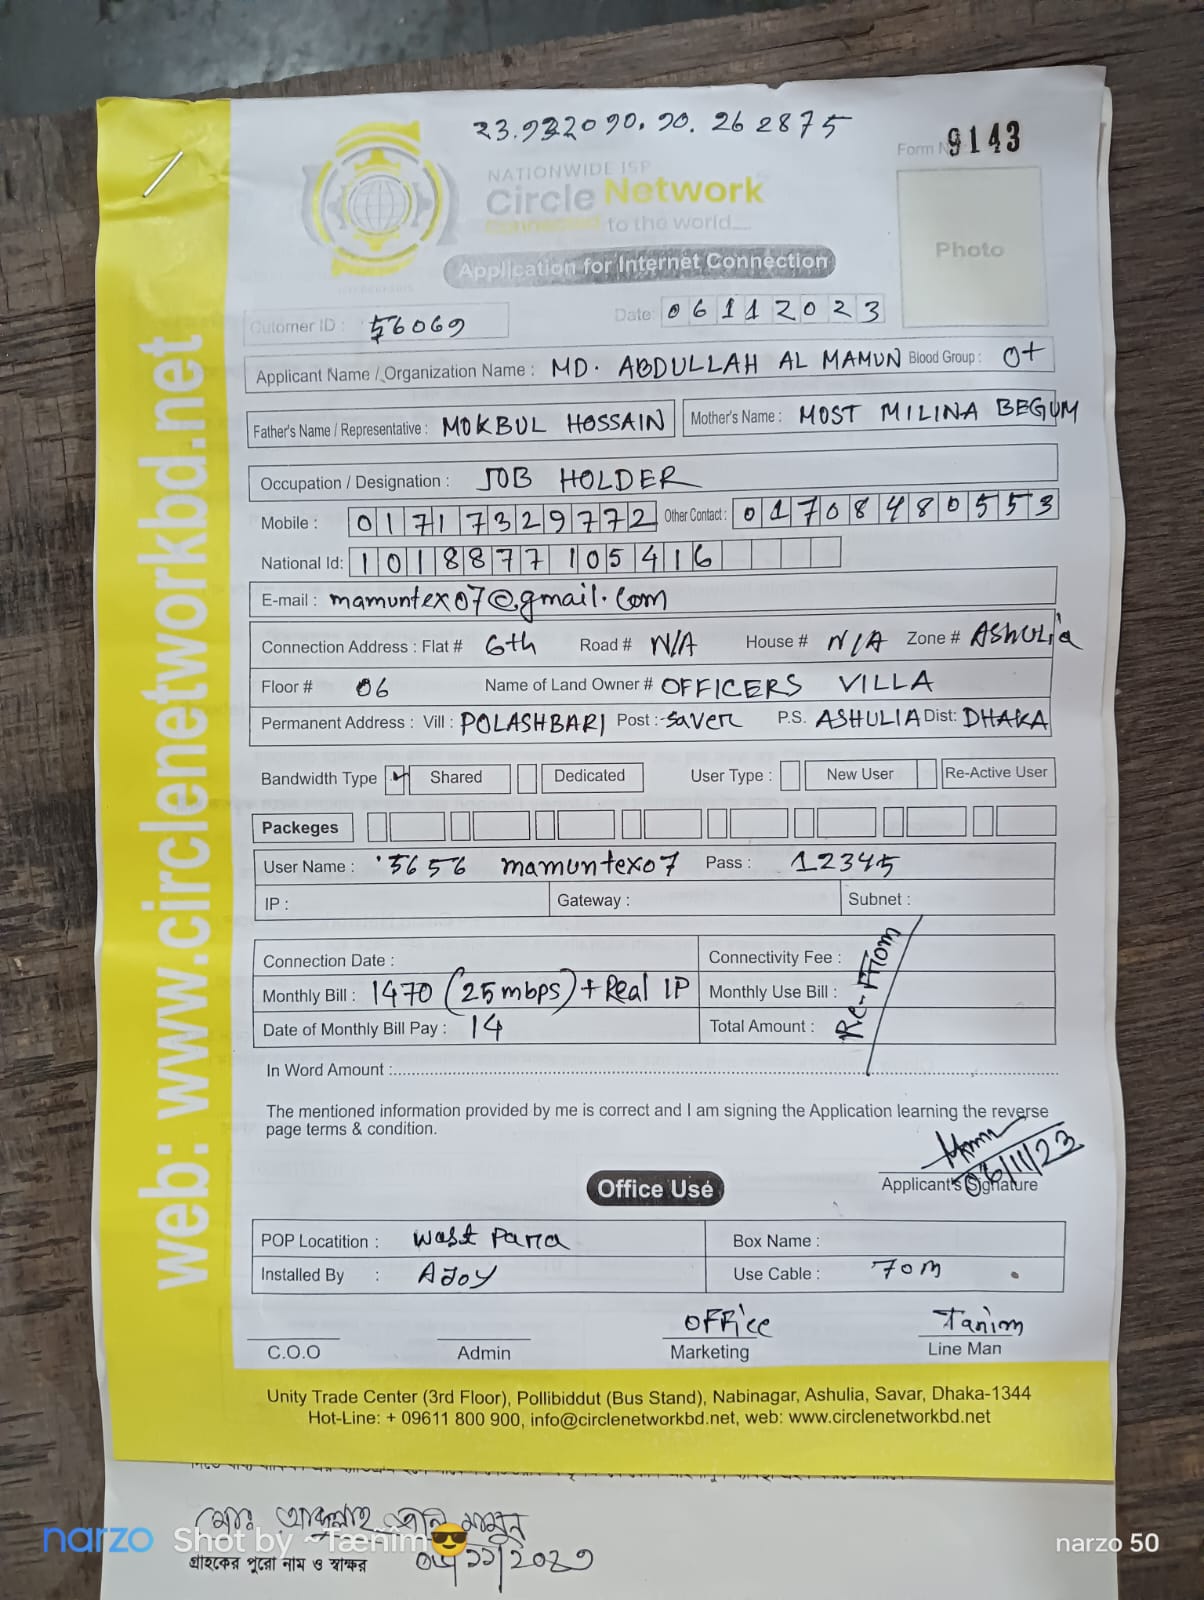 23.932090.90.262875
Form N 9143
NATIONWIDE ISP
Circle Network
Connected to the world....
Photo
Application for Internet Connection
Cutomer ID : 56069
Date: 06112023
Applicant Name / Organization Name : MD. ABDULLAH AL MAMUN Blood Group : O+
Father's Name / Representative : MOKBUL HOSSAIN Mother's Name : MOST MILINA BEGUM
Occupation / Designation : JOB HOLDER
Mobile : 01717329772 Other Contact : 01708480553
National Id: 1018877105416
E-mail : mamuntex07@gmail.com
Connection Address : Flat # 6th Road # N/A House # N/A Zone # AShULia
Floor # 06 Name of Land Owner # OFFICERS VILLA
Permanent Address : Vill : POLASHBARI Post :- saver P.S. ASHULIA Dist: DHAKA
Bandwidth Type Shared Dedicated User Type : New User Re-Active User
Packeges
User Name : 5656 mamuntex07 Pass : 12345
IP : Gateway : Subnet :
Connection Date : Connectivity Fee :
Monthly Bill : 1470 (25mbps) + Real IP Monthly Use Bill :
Date of Monthly Bill Pay : 14 Total Amount :
Re-From
In Word Amount :
The mentioned information provided by me is correct and I am signing the Application learning the reverse
page terms & condition.
06/11/23
Applicant's Signature
Office Use
POP Locatition : West Para Box Name :
Installed By : AJOY Use Cable : 70m
OFFice Tanim
C.O.O Admin Marketing Line Man
Unity Trade Center (3rd Floor), Pollibiddut (Bus Stand), Nabinagar, Ashulia, Savar, Dhaka-1344
Hot-Line: + 09611 800 900, info@circlenetworkbd.net, web: www.circlenetworkbd.net
web: www.circlenetworkbd.net
মোঃ আব্দুল্লাহ আল মামুন
গ্রাহকের পুরো নাম ও স্বাক্ষর ০৬/১১/২০২৩
narzo Shot by ~Tæñîm😎
narzo 50